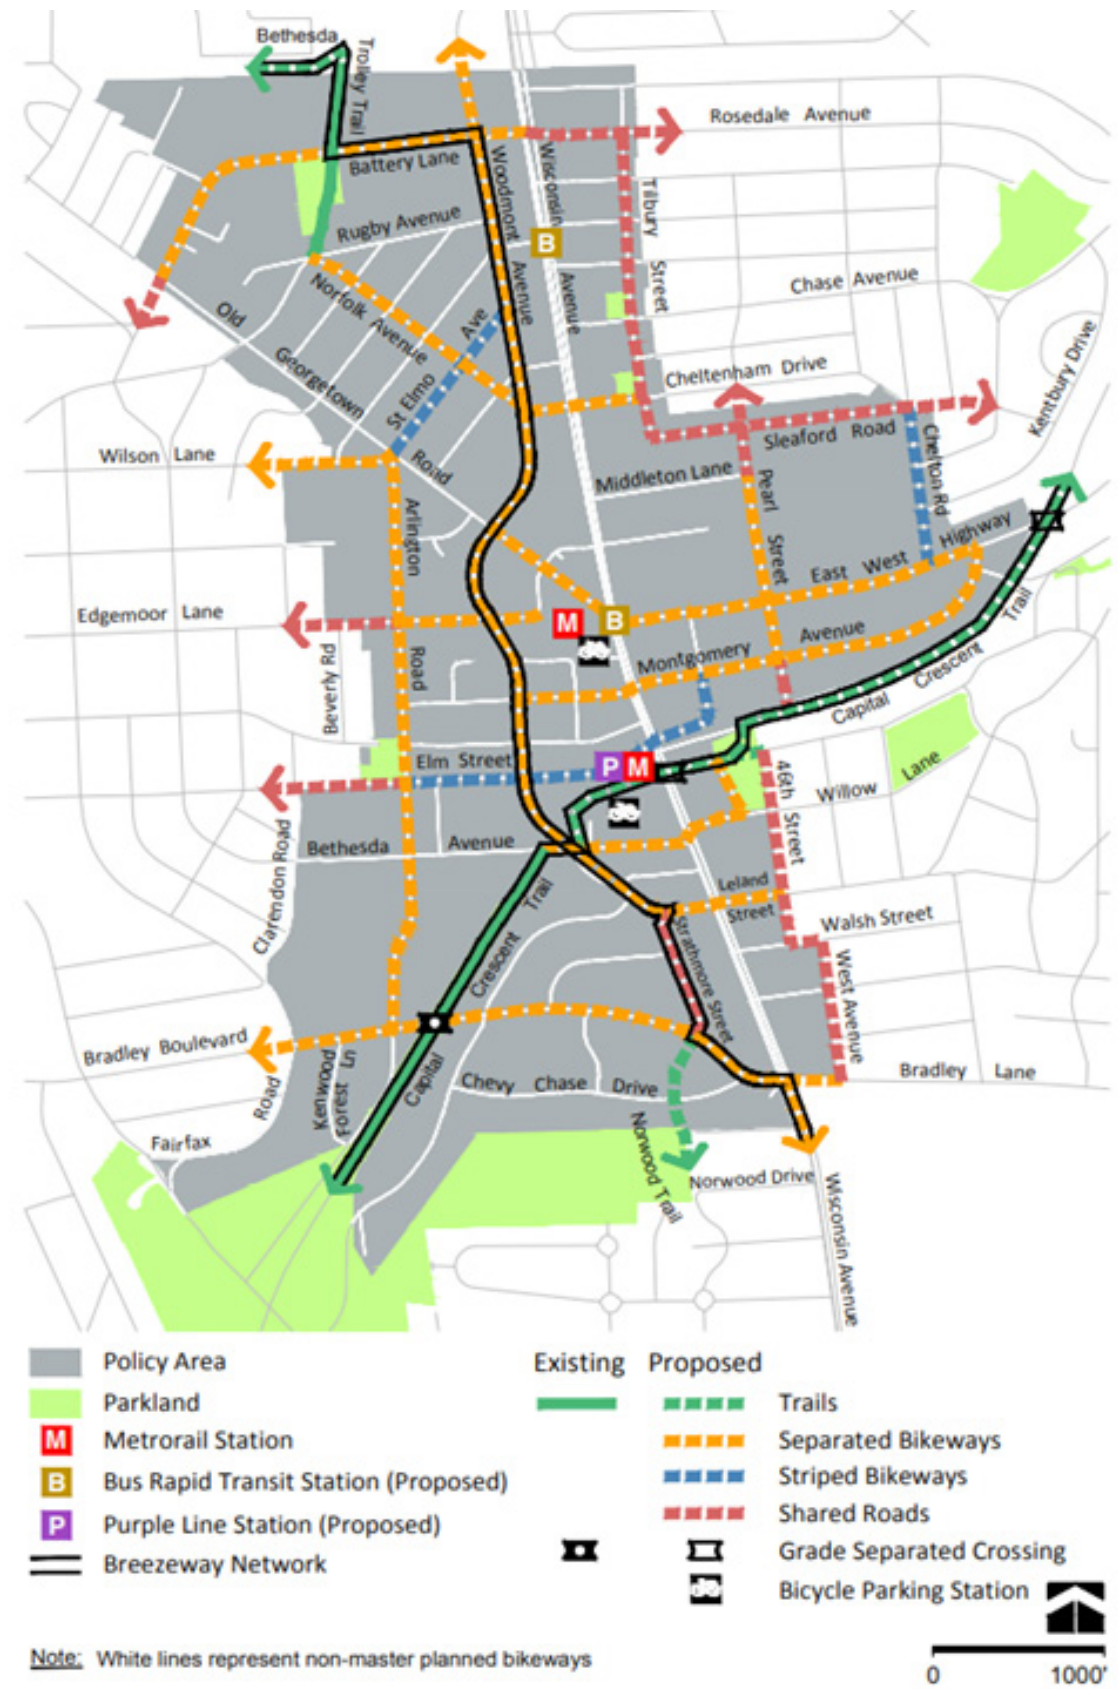 Bethesda
Trolley Trail
Rosedale Avenue
Battery Lane
Woodmont
Avenue
Wisconsin
Avenue
Tilbury
Street
B
Rugby Avenue
Chase Avenue
Norfolk Avenue
Old
Georgetown
Road
St Elmo
Ave
Cheltenham Drive
Kentbury Drive
Sleaford Road
Chelton Rd
Wilson Lane
Middleton Lane
Pearl
Street
Arlington
Road
East West
Highway
Edgemoor Lane
M
B
Montgomery
Avenue
Trail
Crescent
Capital
Beverly Rd
Elm Street
P
M
46th
Street
Willow
Lane
Clarendon Road
Bethesda
Avenue
Trail
Crescent
Capital
Leland
Street
Walsh Street
Strathmore Street
West Avenue
Bradley Boulevard
Bradley Lane
Kenwood
Forest Ln
Road
Chevy Chase Drive
Fairfax
Norwood Trail
Norwood Drive
Wisconsin Avenue
Policy Area
Parkland
M Metrorail Station
B Bus Rapid Transit Station (Proposed)
P Purple Line Station (Proposed)
Breezeway Network
Existing Proposed
Trails
Separated Bikeways
Striped Bikeways
Shared Roads
Grade Separated Crossing
Bicycle Parking Station
Note: White lines represent non-master planned bikeways
0 1000'